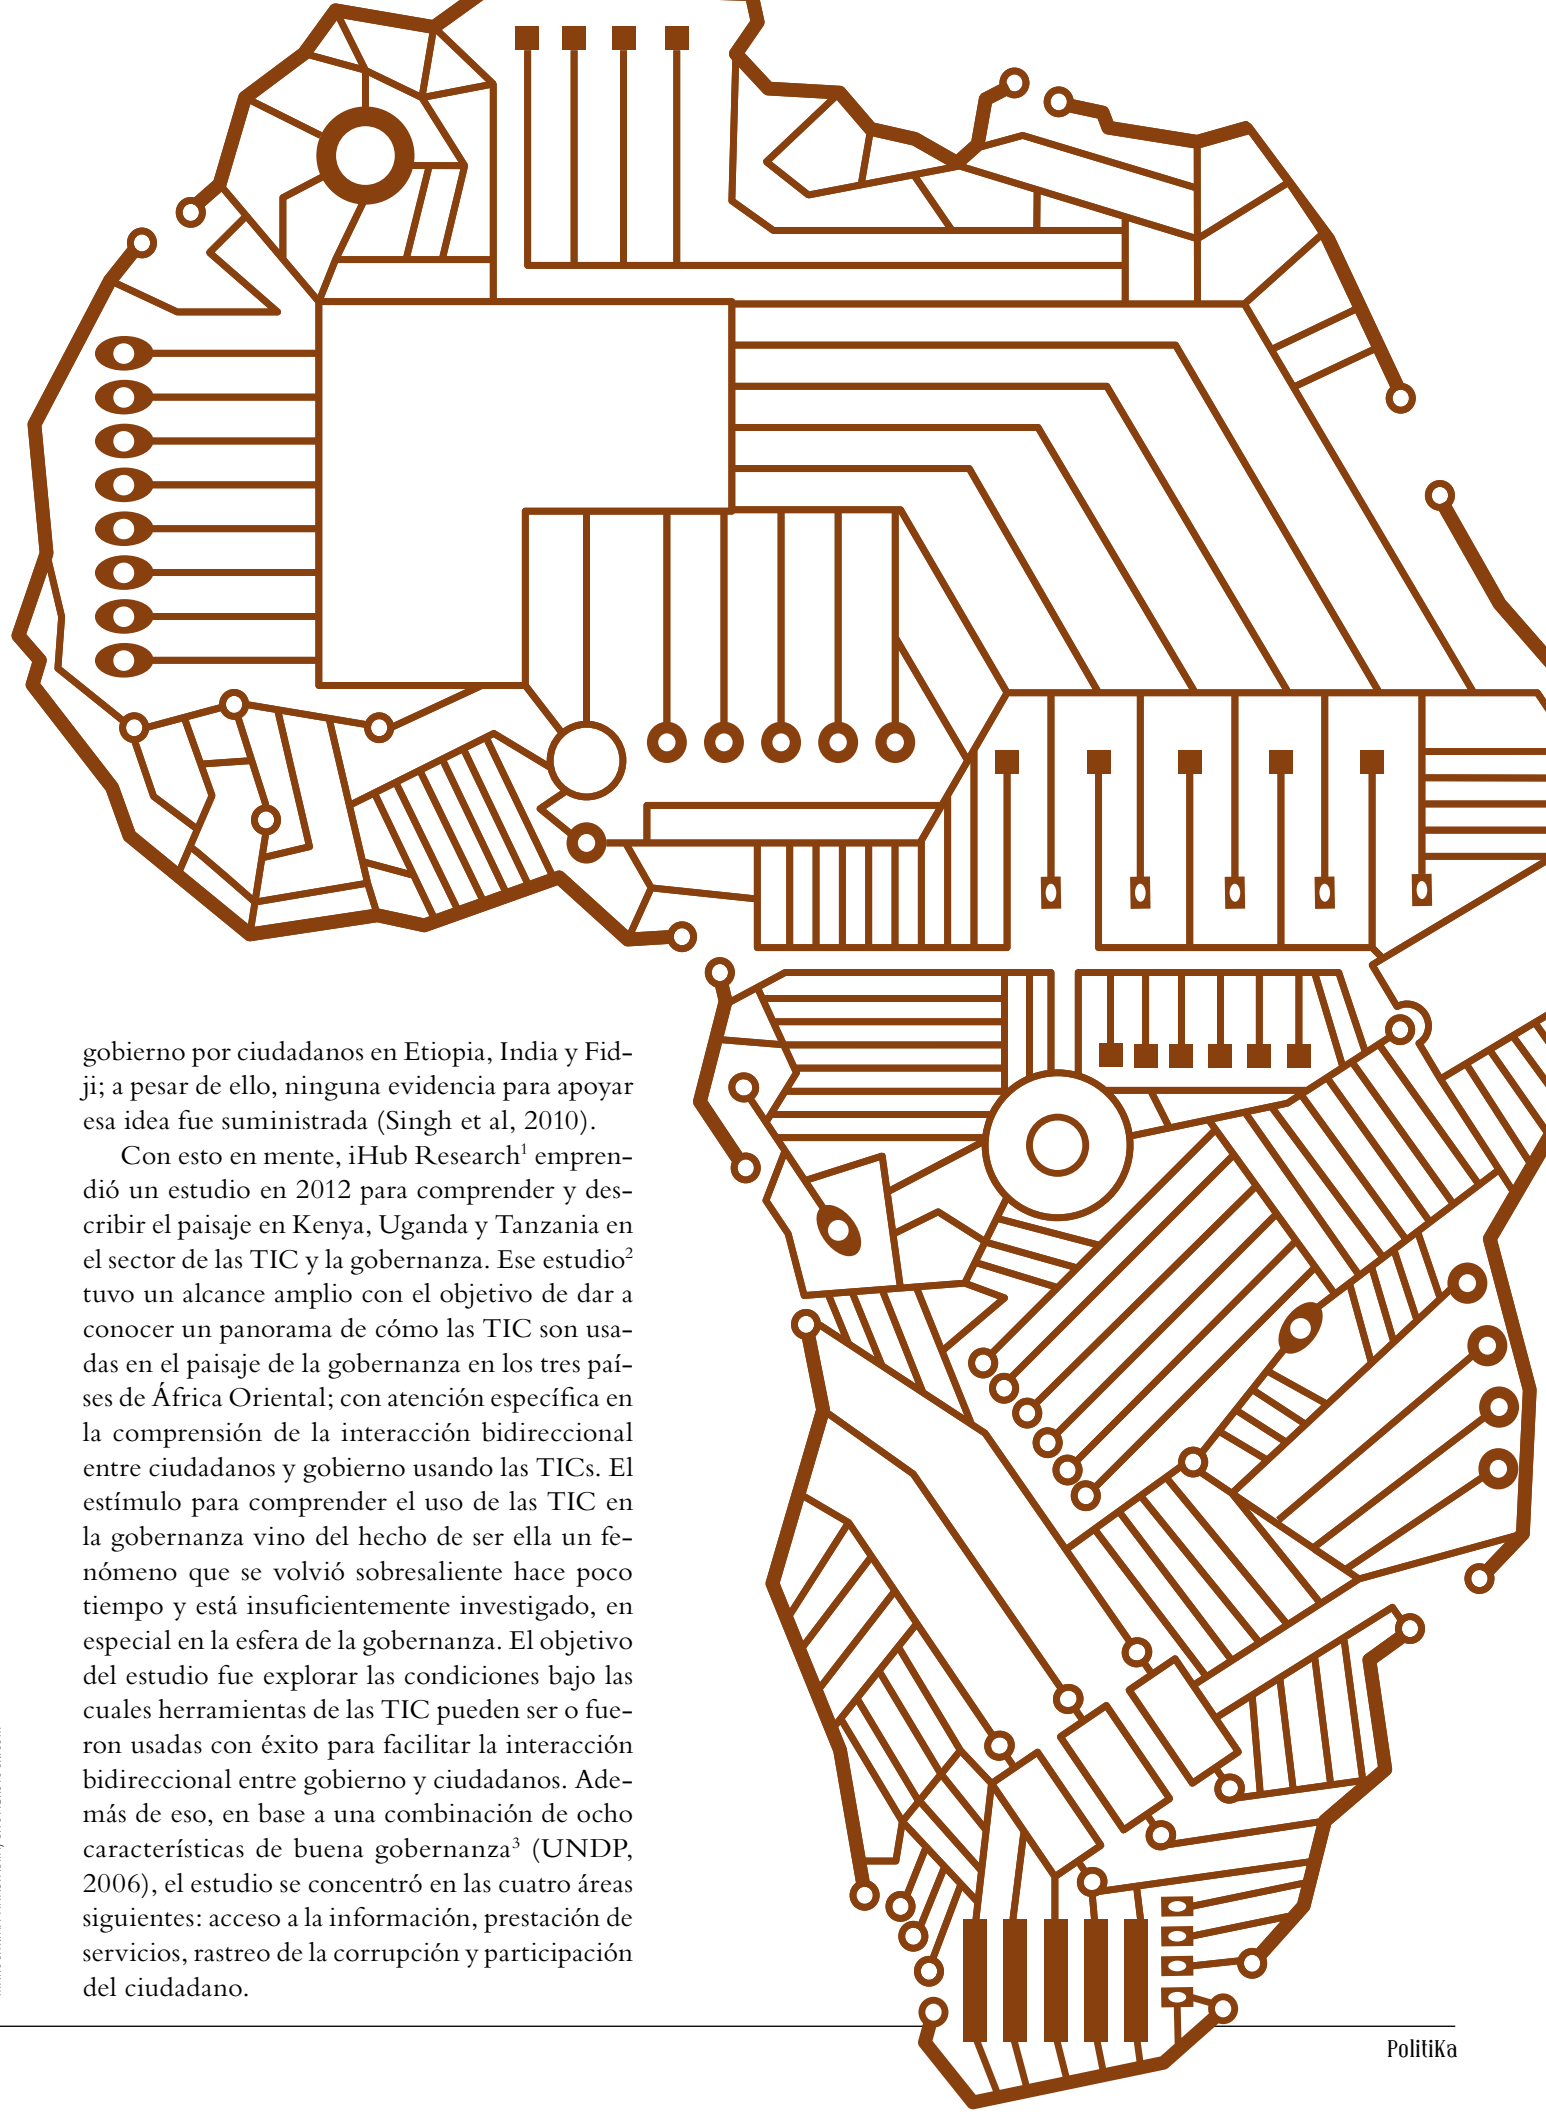 gobierno por ciudadanos en Etiopia, India y Fid-
ji; a pesar de ello, ninguna evidencia para apoyar
esa idea fue suministrada (Singh et al, 2010).
Con esto en mente, iHub Research¹ empren-
dió un estudio en 2012 para comprender y des-
cribir el paisaje en Kenya, Uganda y Tanzania en
el sector de las TIC y la gobernanza. Ese estudio²
tuvo un alcance amplio con el objetivo de dar a
conocer un panorama de cómo las TIC son usa-
das en el paisaje de la gobernanza en los tres paí-
ses de África Oriental; con atención específica en
la comprensión de la interacción bidireccional
entre ciudadanos y gobierno usando las TICs. El
estímulo para comprender el uso de las TIC en
la gobernanza vino del hecho de ser ella un fe-
nómeno que se volvió sobresaliente hace poco
tiempo y está insuficientemente investigado, en
especial en la esfera de la gobernanza. El objetivo
del estudio fue explorar las condiciones bajo las
cuales herramientas de las TIC pueden ser o fue-
ron usadas con éxito para facilitar la interacción
bidireccional entre gobierno y ciudadanos. Ade-
más de eso, en base a una combinación de ocho
características de buena gobernanza³ (UNDP,
2006), el estudio se concentró en las cuatro áreas
siguientes: acceso a la información, prestación de
servicios, rastreo de la corrupción y participación
del ciudadano.
PolitiKa